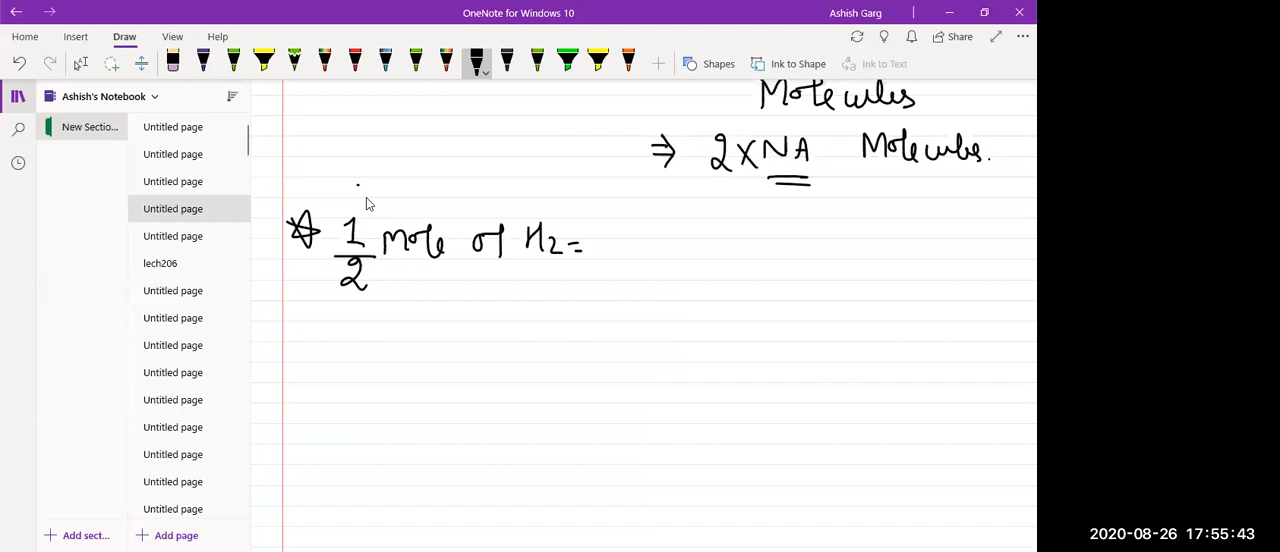 OneNote for Windows 10
Ashish Garg
Home Insert Draw View Help
Share
Shapes
Ink to Shape
Ink to Text
Ashish's Notebook
New Sectio...
Untitled page
Untitled page
Untitled page
Untitled page
Untitled page
lech206
Untitled page
Untitled page
Untitled page
Untitled page
Untitled page
Untitled page
Untitled page
Untitled page
Untitled page
Add sect...
Add page
Molecules
⇒ 2×NA Molecules.
1/2 Mole of H2=
2020-08-26 17:55:43